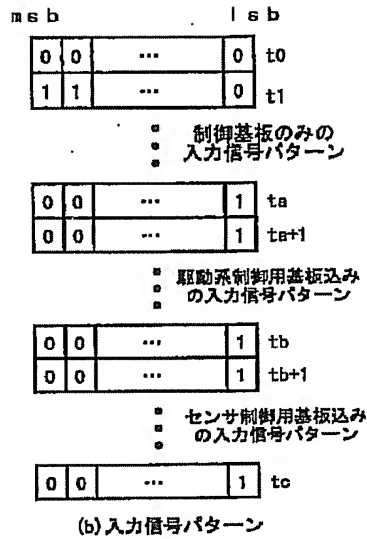 msb lsb
0 0 … 0 t0
1 1 … 0 t1
制御基板のみの
入力信号パターン
0 0 … 1 ta
0 0 … 1 ta+1
駆動系制御用基板込み
の入力信号パターン
0 0 … 1 tb
0 0 … 1 tb+1
センサ制御用基板込み
の入力信号パターン
0 0 … 1 tc
(b)入力信号パターン